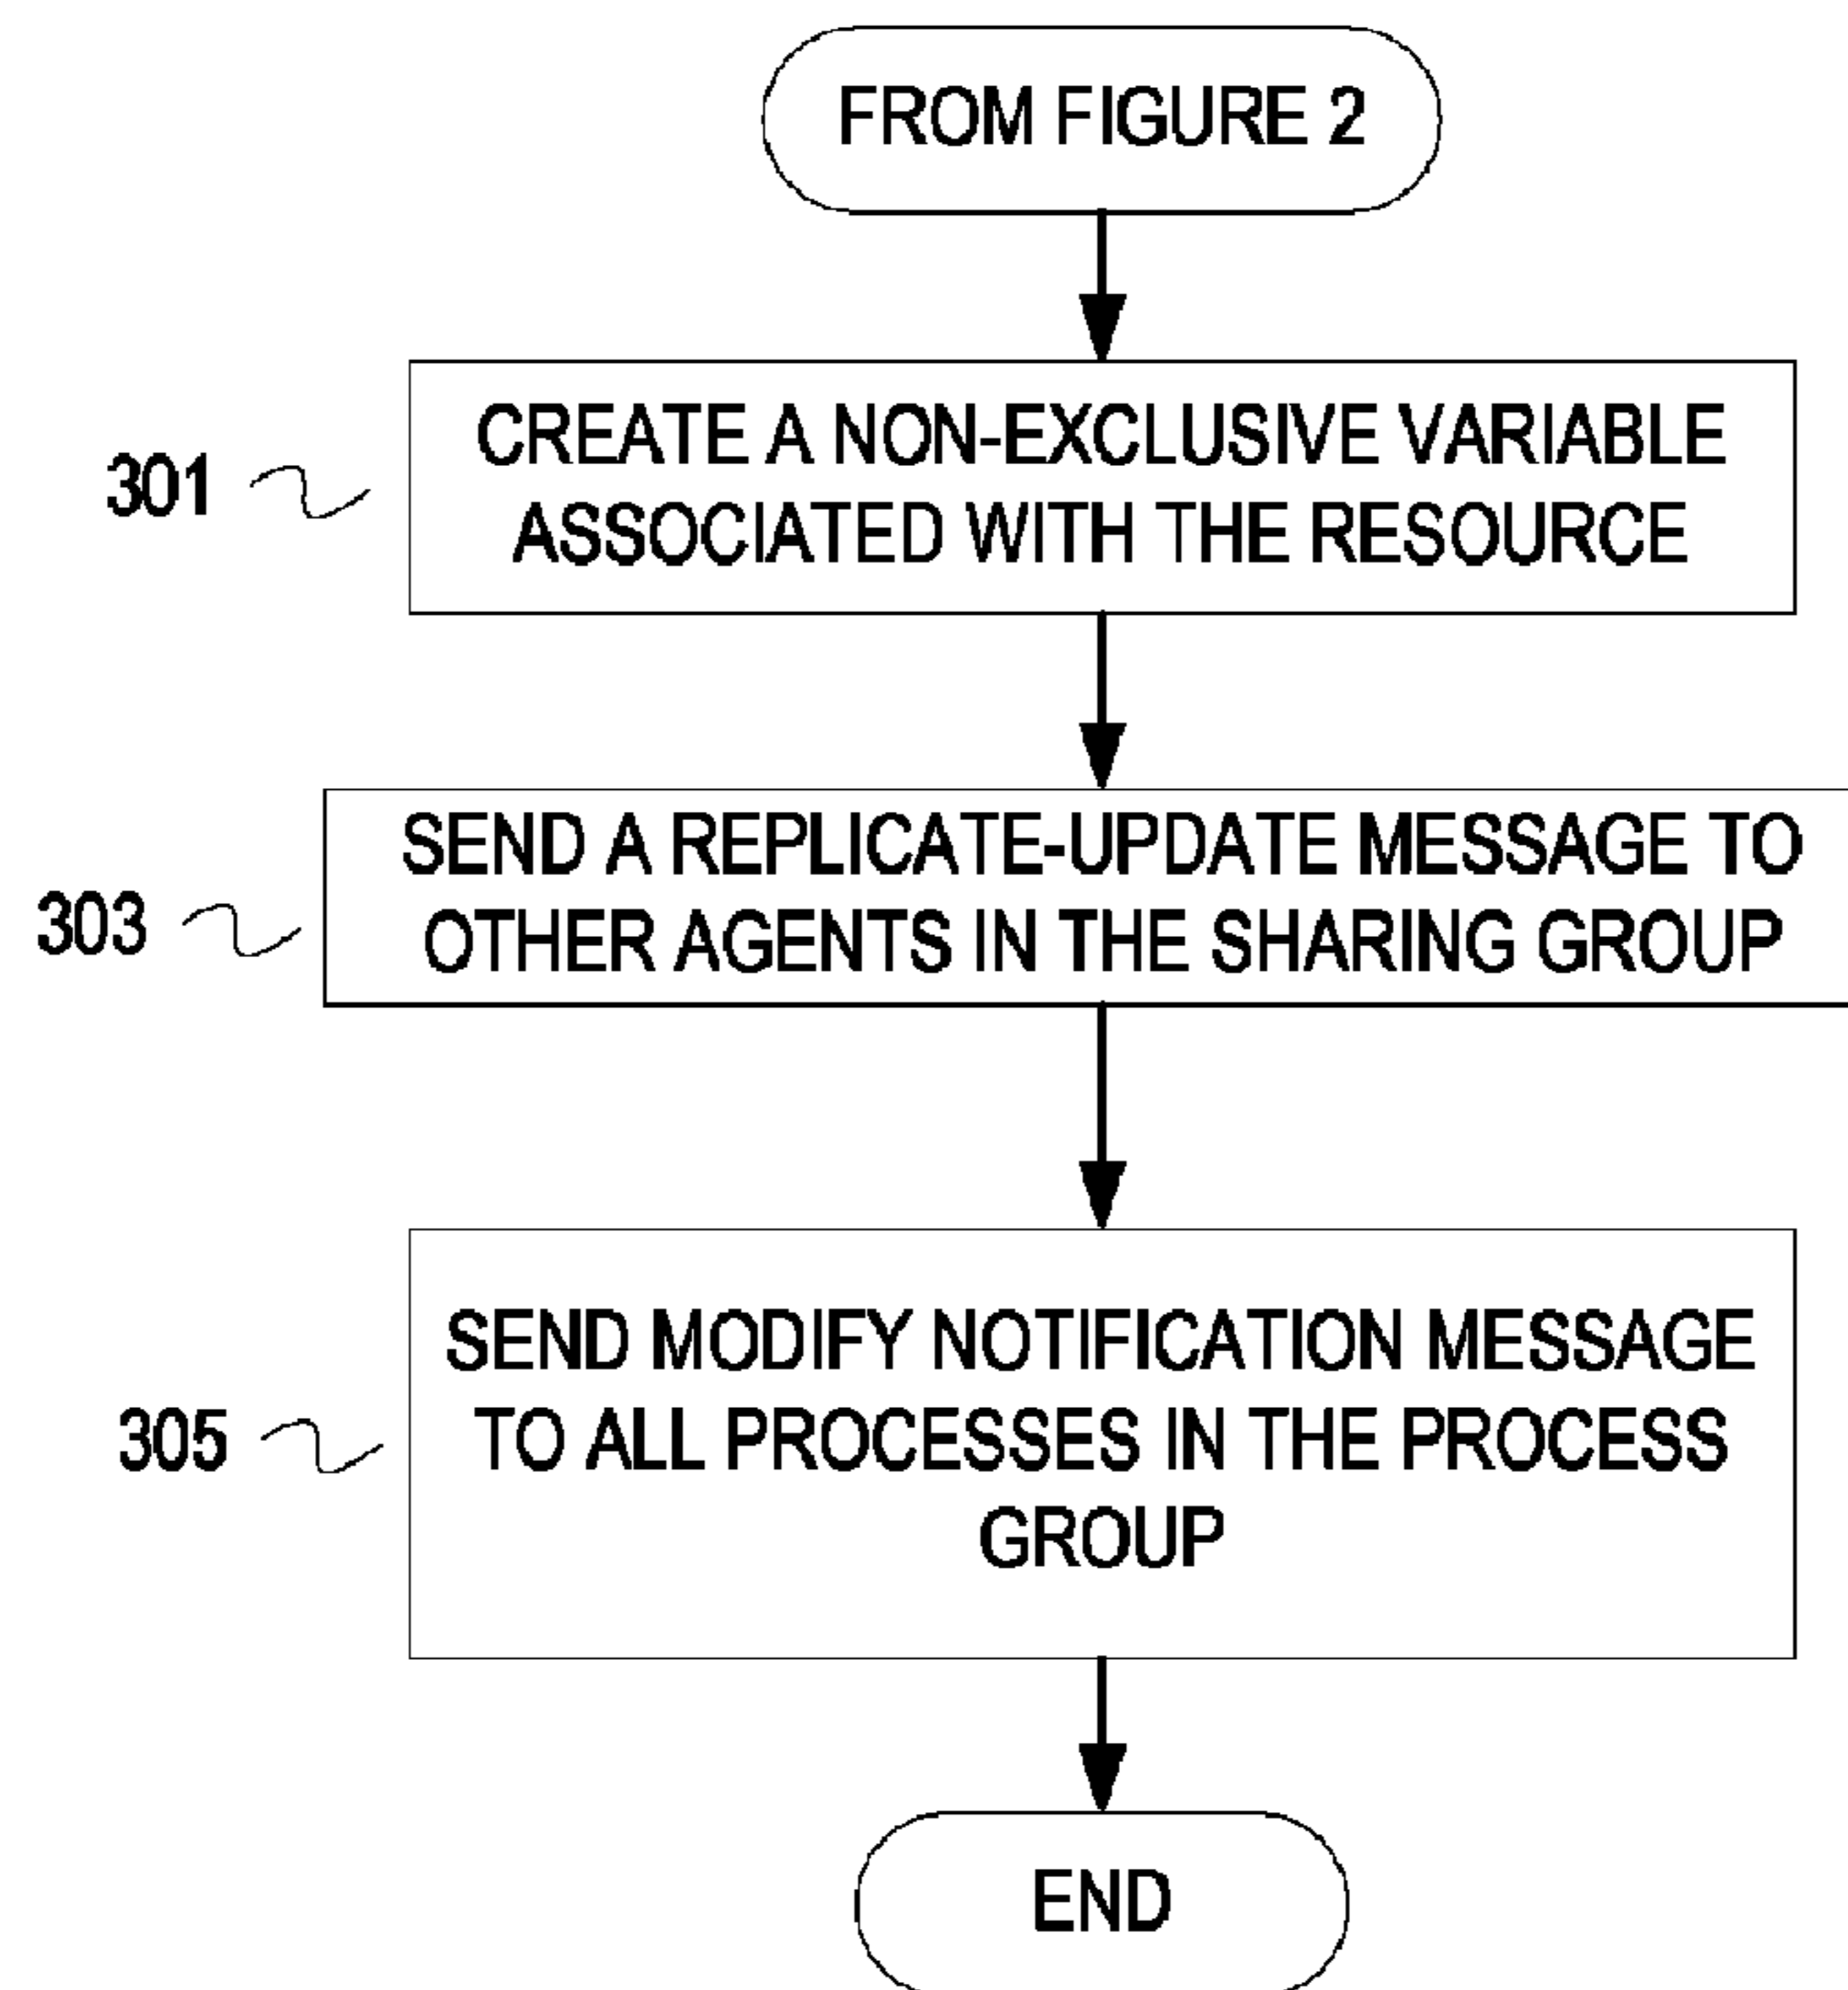 FROM FIGURE 2
301
CREATE A NON-EXCLUSIVE VARIABLE
ASSOCIATED WITH THE RESOURCE
303
SEND A REPLICATE-UPDATE MESSAGE TO
OTHER AGENTS IN THE SHARING GROUP
305
SEND MODIFY NOTIFICATION MESSAGE
TO ALL PROCESSES IN THE PROCESS
GROUP
END